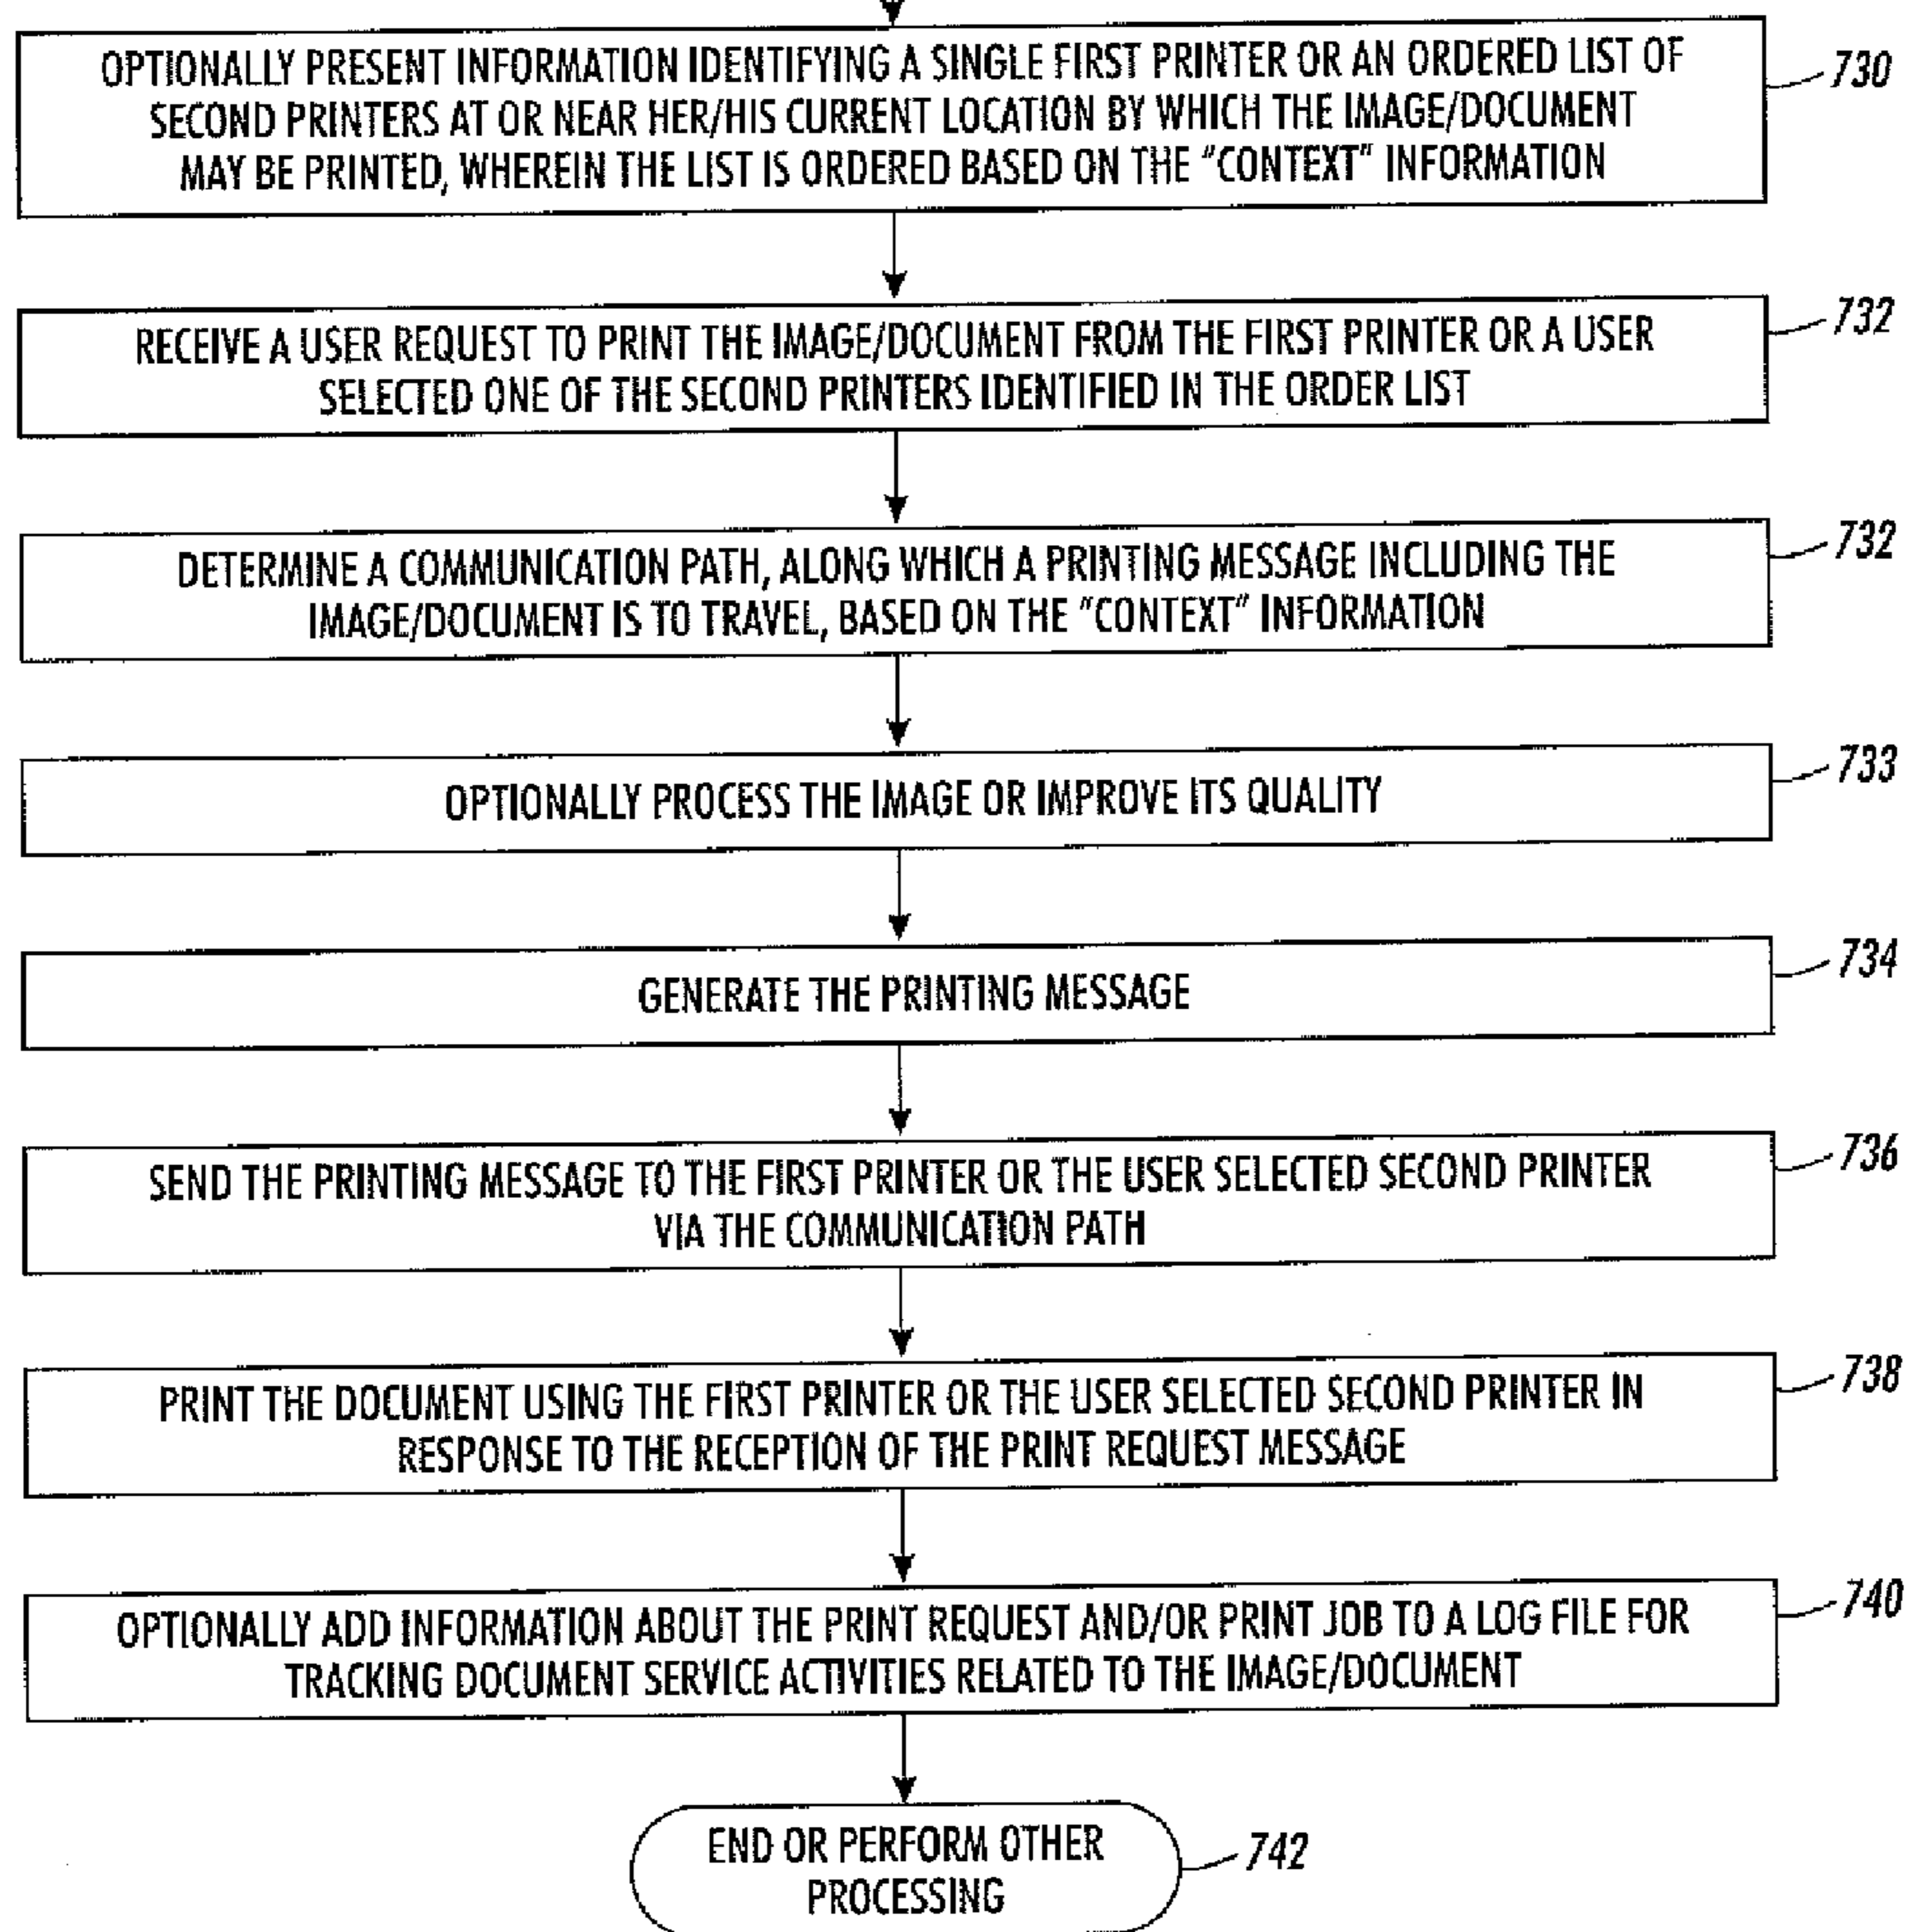 OPTIONALLY PRESENT INFORMATION IDENTIFYING A SINGLE FIRST PRINTER OR AN ORDERED LIST OF
SECOND PRINTERS AT OR NEAR HER/HIS CURRENT LOCATION BY WHICH THE IMAGE/DOCUMENT
MAY BE PRINTED, WHEREIN THE LIST IS ORDERED BASED ON THE "CONTEXT" INFORMATION
730
RECEIVE A USER REQUEST TO PRINT THE IMAGE/DOCUMENT FROM THE FIRST PRINTER OR A USER
SELECTED ONE OF THE SECOND PRINTERS IDENTIFIED IN THE ORDER LIST
732
DETERMINE A COMMUNICATION PATH, ALONG WHICH A PRINTING MESSAGE INCLUDING THE
IMAGE/DOCUMENT IS TO TRAVEL, BASED ON THE "CONTEXT" INFORMATION
732
OPTIONALLY PROCESS THE IMAGE OR IMPROVE ITS QUALITY
733
GENERATE THE PRINTING MESSAGE
734
SEND THE PRINTING MESSAGE TO THE FIRST PRINTER OR THE USER SELECTED SECOND PRINTER
VIA THE COMMUNICATION PATH
736
PRINT THE DOCUMENT USING THE FIRST PRINTER OR THE USER SELECTED SECOND PRINTER IN
RESPONSE TO THE RECEPTION OF THE PRINT REQUEST MESSAGE
738
OPTIONALLY ADD INFORMATION ABOUT THE PRINT REQUEST AND/OR PRINT JOB TO A LOG FILE FOR
TRACKING DOCUMENT SERVICE ACTIVITIES RELATED TO THE IMAGE/DOCUMENT
740
END OR PERFORM OTHER
PROCESSING
742